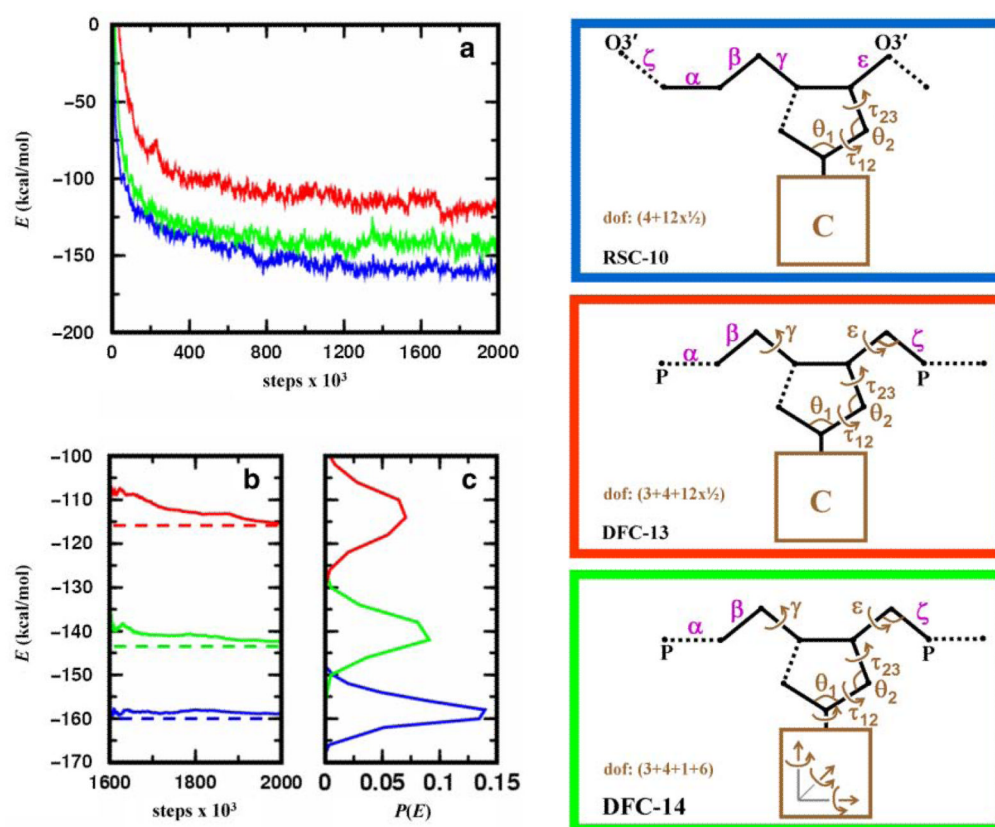 a
0
−50
−100
−150
−200
E (kcal/mol)
0 400 800 1200 1600 2000
steps x 10³
b
−100
−110
−120
−130
−140
−150
−160
−170
E (kcal/mol)
1600 1800 2000
steps x 10³
c
0 0.05 0.1 0.15
P(E)
O3′ ζ α β γ ε O3′
τ23
θ1 θ2
τ12
dof: (4+12x½)
C
RSC-10
P α β γ ε ζ P
τ23
θ1 θ2
τ12
dof: (3+4+12x½)
C
DFC-13
P α β γ ε ζ P
τ23
θ1 θ2
τ12
dof: (3+4+1+6)
DFC-14